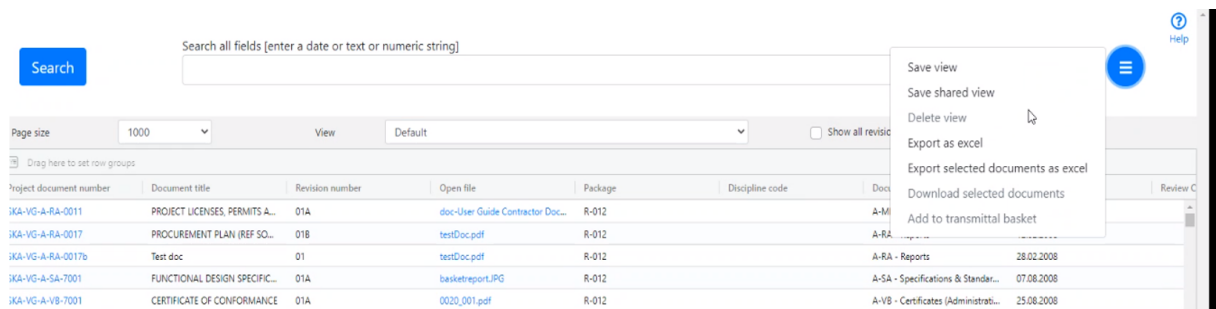 Help
Search all fields [enter a date or text or numeric string]
Search
Save view
Save shared view
Delete view
Export as excel
Export selected documents as excel
Download selected documents
Add to transmittal basket
Page size 1000 View Default Show all
Drag here to set row groups
Project document number Document title Revision number Open file Package Discipline code Review
SKA-VG-A-RA-0011 PROJECT LICENSES, PERMITS A... 01A doc-User Guide Contractor Doc... R-012
SKA-VG-A-RA-0017 PROCUREMENT PLAN (REF SO... 01B testDoc.pdf R-012
SKA-VG-A-RA-0017b Test doc 01 testDoc.pdf R-012 A-RA - Reports 28.02.2008
SKA-VG-A-SA-7001 FUNCTIONAL DESIGN SPECIFIC... 01A basketreport.JPG R-012 A-SA - Specifications & Standar... 07.08.2008
SKA-VG-A-VB-7001 CERTIFICATE OF CONFORMANCE 01A 0020_001.pdf R-012 A-VB - Certificates (Administrati... 25.08.2008